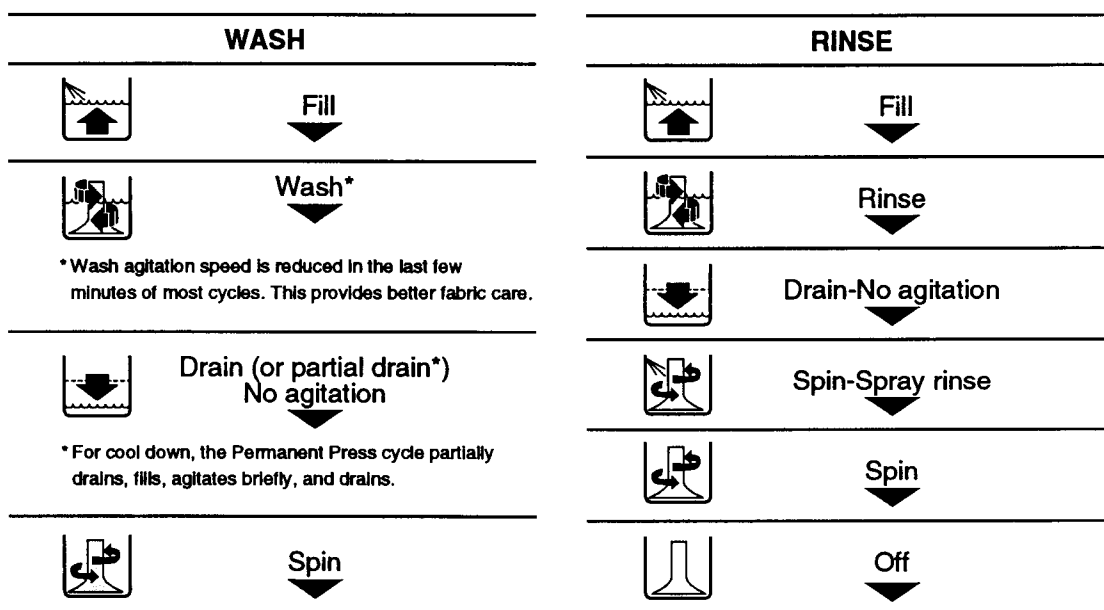 WASH
Fill
Wash*
* Wash agitation speed is reduced in the last few
minutes of most cycles. This provides better fabric care.
Drain (or partial drain*)
No agitation
* For cool down, the Permanent Press cycle partially
drains, fills, agitates briefly, and drains.
Spin
RINSE
Fill
Rinse
Drain-No agitation
Spin-Spray rinse
Spin
Off